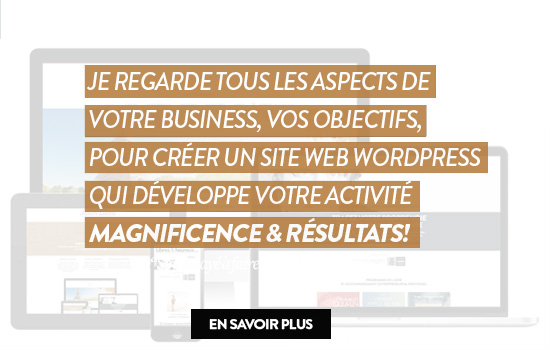 JE REGARDE TOUS LES ASPECTS DE
VOTRE BUSINESS, VOS OBJECTIFS,
POUR CRÉER UN SITE WEB WORDPRESS
QUI DÉVELOPPE VOTRE ACTIVITÉ
MAGNIFICENCE & RÉSULTATS!
EN SAVOIR PLUS